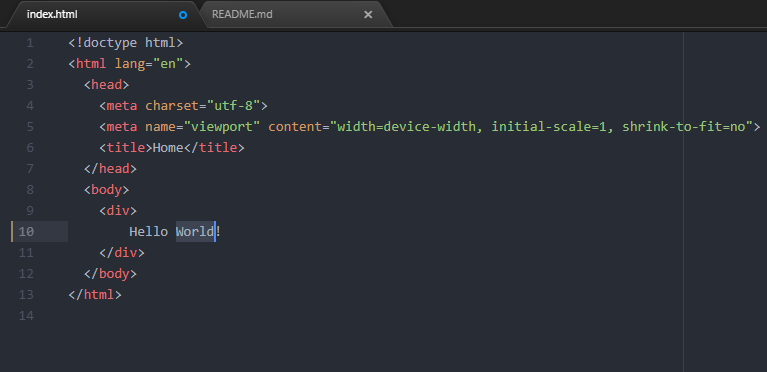 index.html README.md
1 <!doctype html>
2 <html lang="en">
3   <head>
4     <meta charset="utf-8">
5     <meta name="viewport" content="width=device-width, initial-scale=1, shrink-to-fit=no">
6     <title>Home</title>
7   </head>
8   <body>
9     <div>
10         Hello World!
11     </div>
12   </body>
13 </html>
14